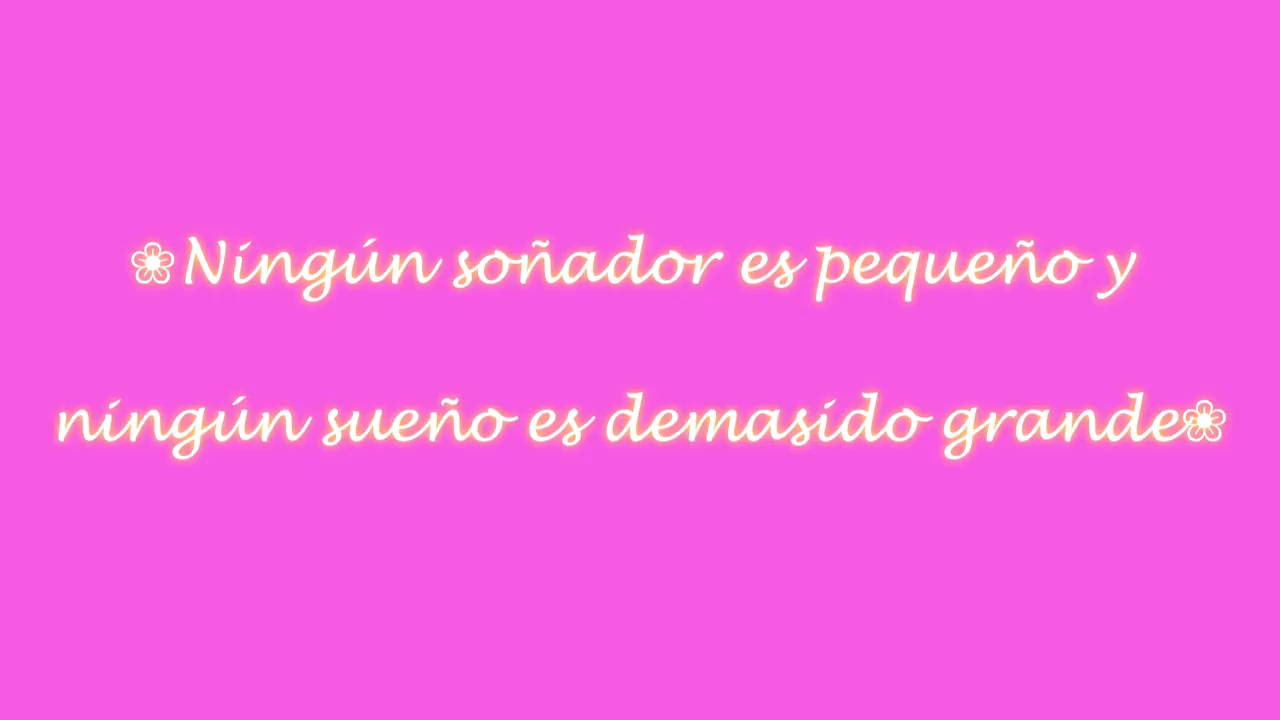 ❀Ningún soñador es pequeño y
ningún sueño es demasido grande❀